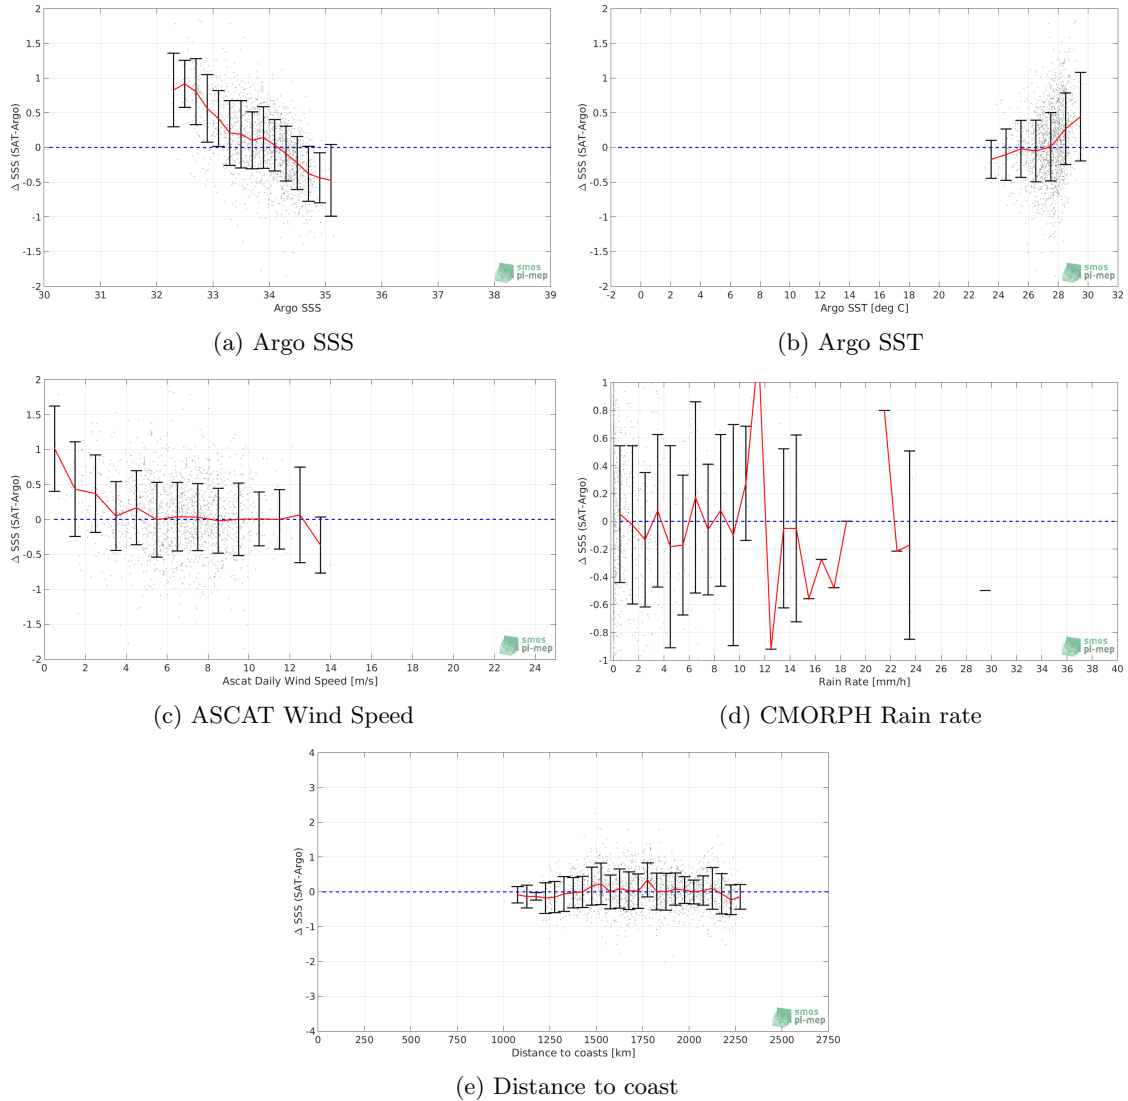 2
1.5
1
0.5
0
-0.5
-1
-1.5
-2
Δ SSS (SAT-Argo)
30 31 32 33 34 35 36 37 38 39
Argo SSS
smos
pi-mep
(a) Argo SSS
2
1.5
1
0.5
0
-0.5
-1
-1.5
-2
Δ SSS (SAT-Argo)
-2 0 2 4 6 8 10 12 14 16 18 20 22 24 26 28 30 32
Argo SST [deg C]
smos
pi-mep
(b) Argo SST
2
1.5
1
0.5
0
-0.5
-1
-1.5
-2
Δ SSS (SAT-Argo)
0 2 4 6 8 10 12 14 16 18 20 22 24
Ascat Daily Wind Speed [m/s]
smos
pi-mep
(c) ASCAT Wind Speed
1
0.8
0.6
0.4
0.2
0
-0.2
-0.4
-0.6
-0.8
-1
Δ SSS (SAT-Argo)
0 2 4 6 8 10 12 14 16 18 20 22 24 26 28 30 32 34 36 38 40
Rain Rate [mm/h]
smos
pi-mep
(d) CMORPH Rain rate
4
3
2
1
0
-1
-2
-3
-4
Δ SSS (SAT-Argo)
0 250 500 750 1000 1250 1500 1750 2000 2250 2500 2750
Distance to coasts [km]
smos
pi-mep
(e) Distance to coast